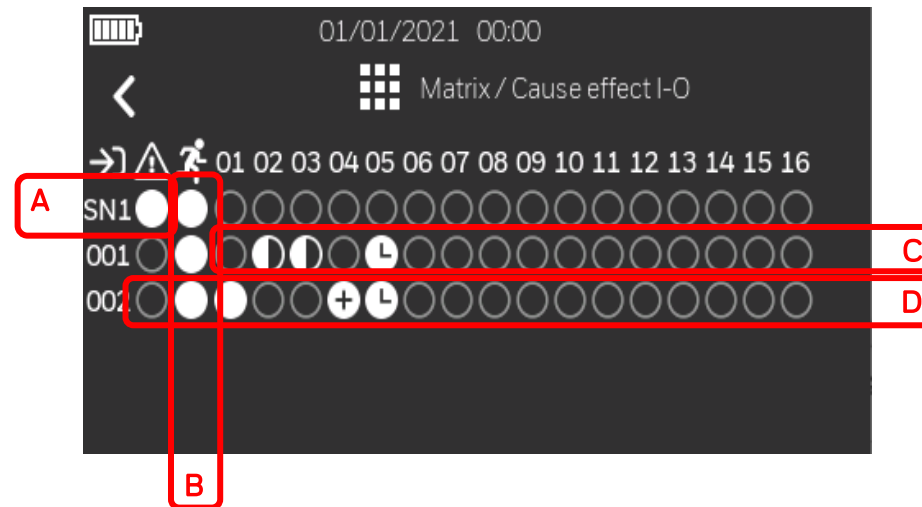 01/01/2021 00:00
Matrix / Cause effect I-O
01 02 03 04 05 06 07 08 09 10 11 12 13 14 15 16
A
SN1
001
C
002
D
B